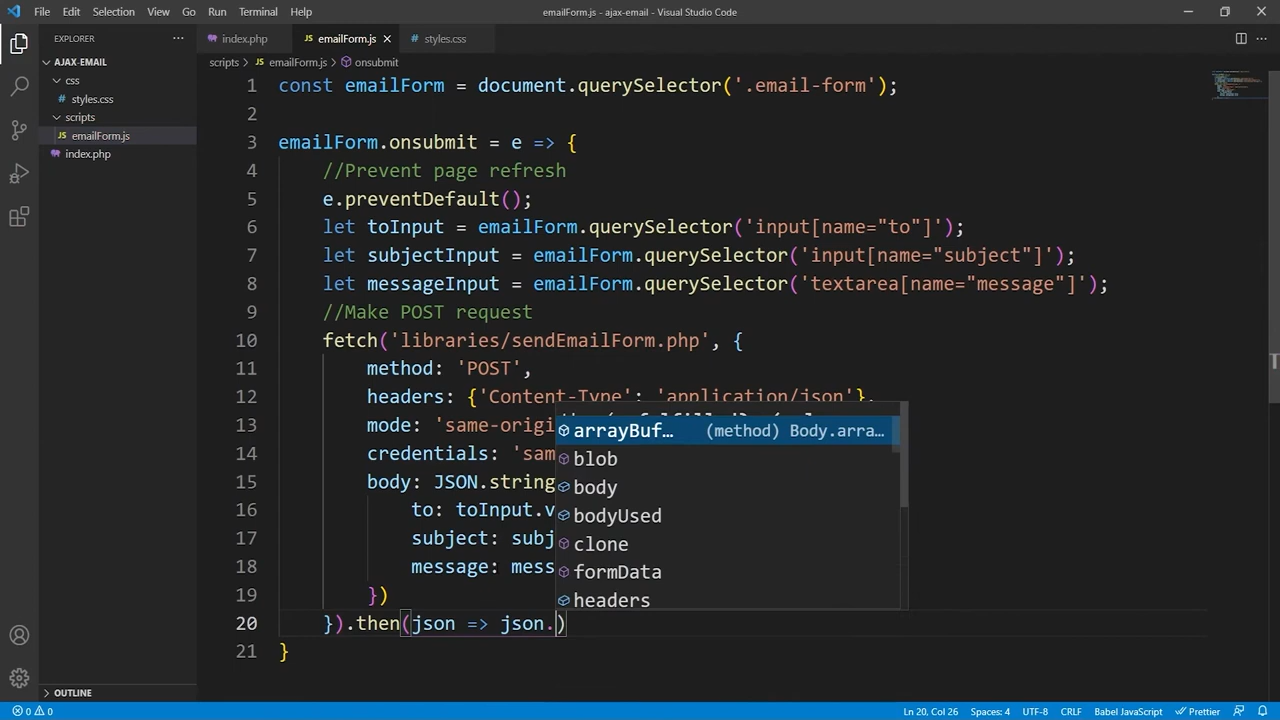 File Edit Selection View Go Run Terminal Help emailForm.js - ajax-email - Visual Studio Code
EXPLORER ··· index.php JS emailForm.js × styles.css ···
AJAX-EMAIL scripts > JS emailForm.js > onsubmit
css
# styles.css
scripts
JS emailForm.js
index.php
1 const emailForm = document.querySelector('.email-form');
2
3 emailForm.onsubmit = e => {
4 //Prevent page refresh
5 e.preventDefault();
6 let toInput = emailForm.querySelector('input[name="to"]');
7 let subjectInput = emailForm.querySelector('input[name="subject"]');
8 let messageInput = emailForm.querySelector('textarea[name="message"]');
9 //Make POST request
10 fetch('libraries/sendEmailForm.php', {
11 method: 'POST',
12 headers: {'Content-Type': 'application/json'},
13 mode: 'same-origi
arrayBuf… (method) Body.arra…
14 credentials: 'sam
blob
15 body: JSON.string
body
16 to: toInput.v
bodyUsed
17 subject: subj
clone
18 message: mess
formData
19 })
headers
20 }).then(json => json.)
21 }
OUTLINE
0 0 Ln 20, Col 26 Spaces: 4 UTF-8 CRLF Babel JavaScript Prettier